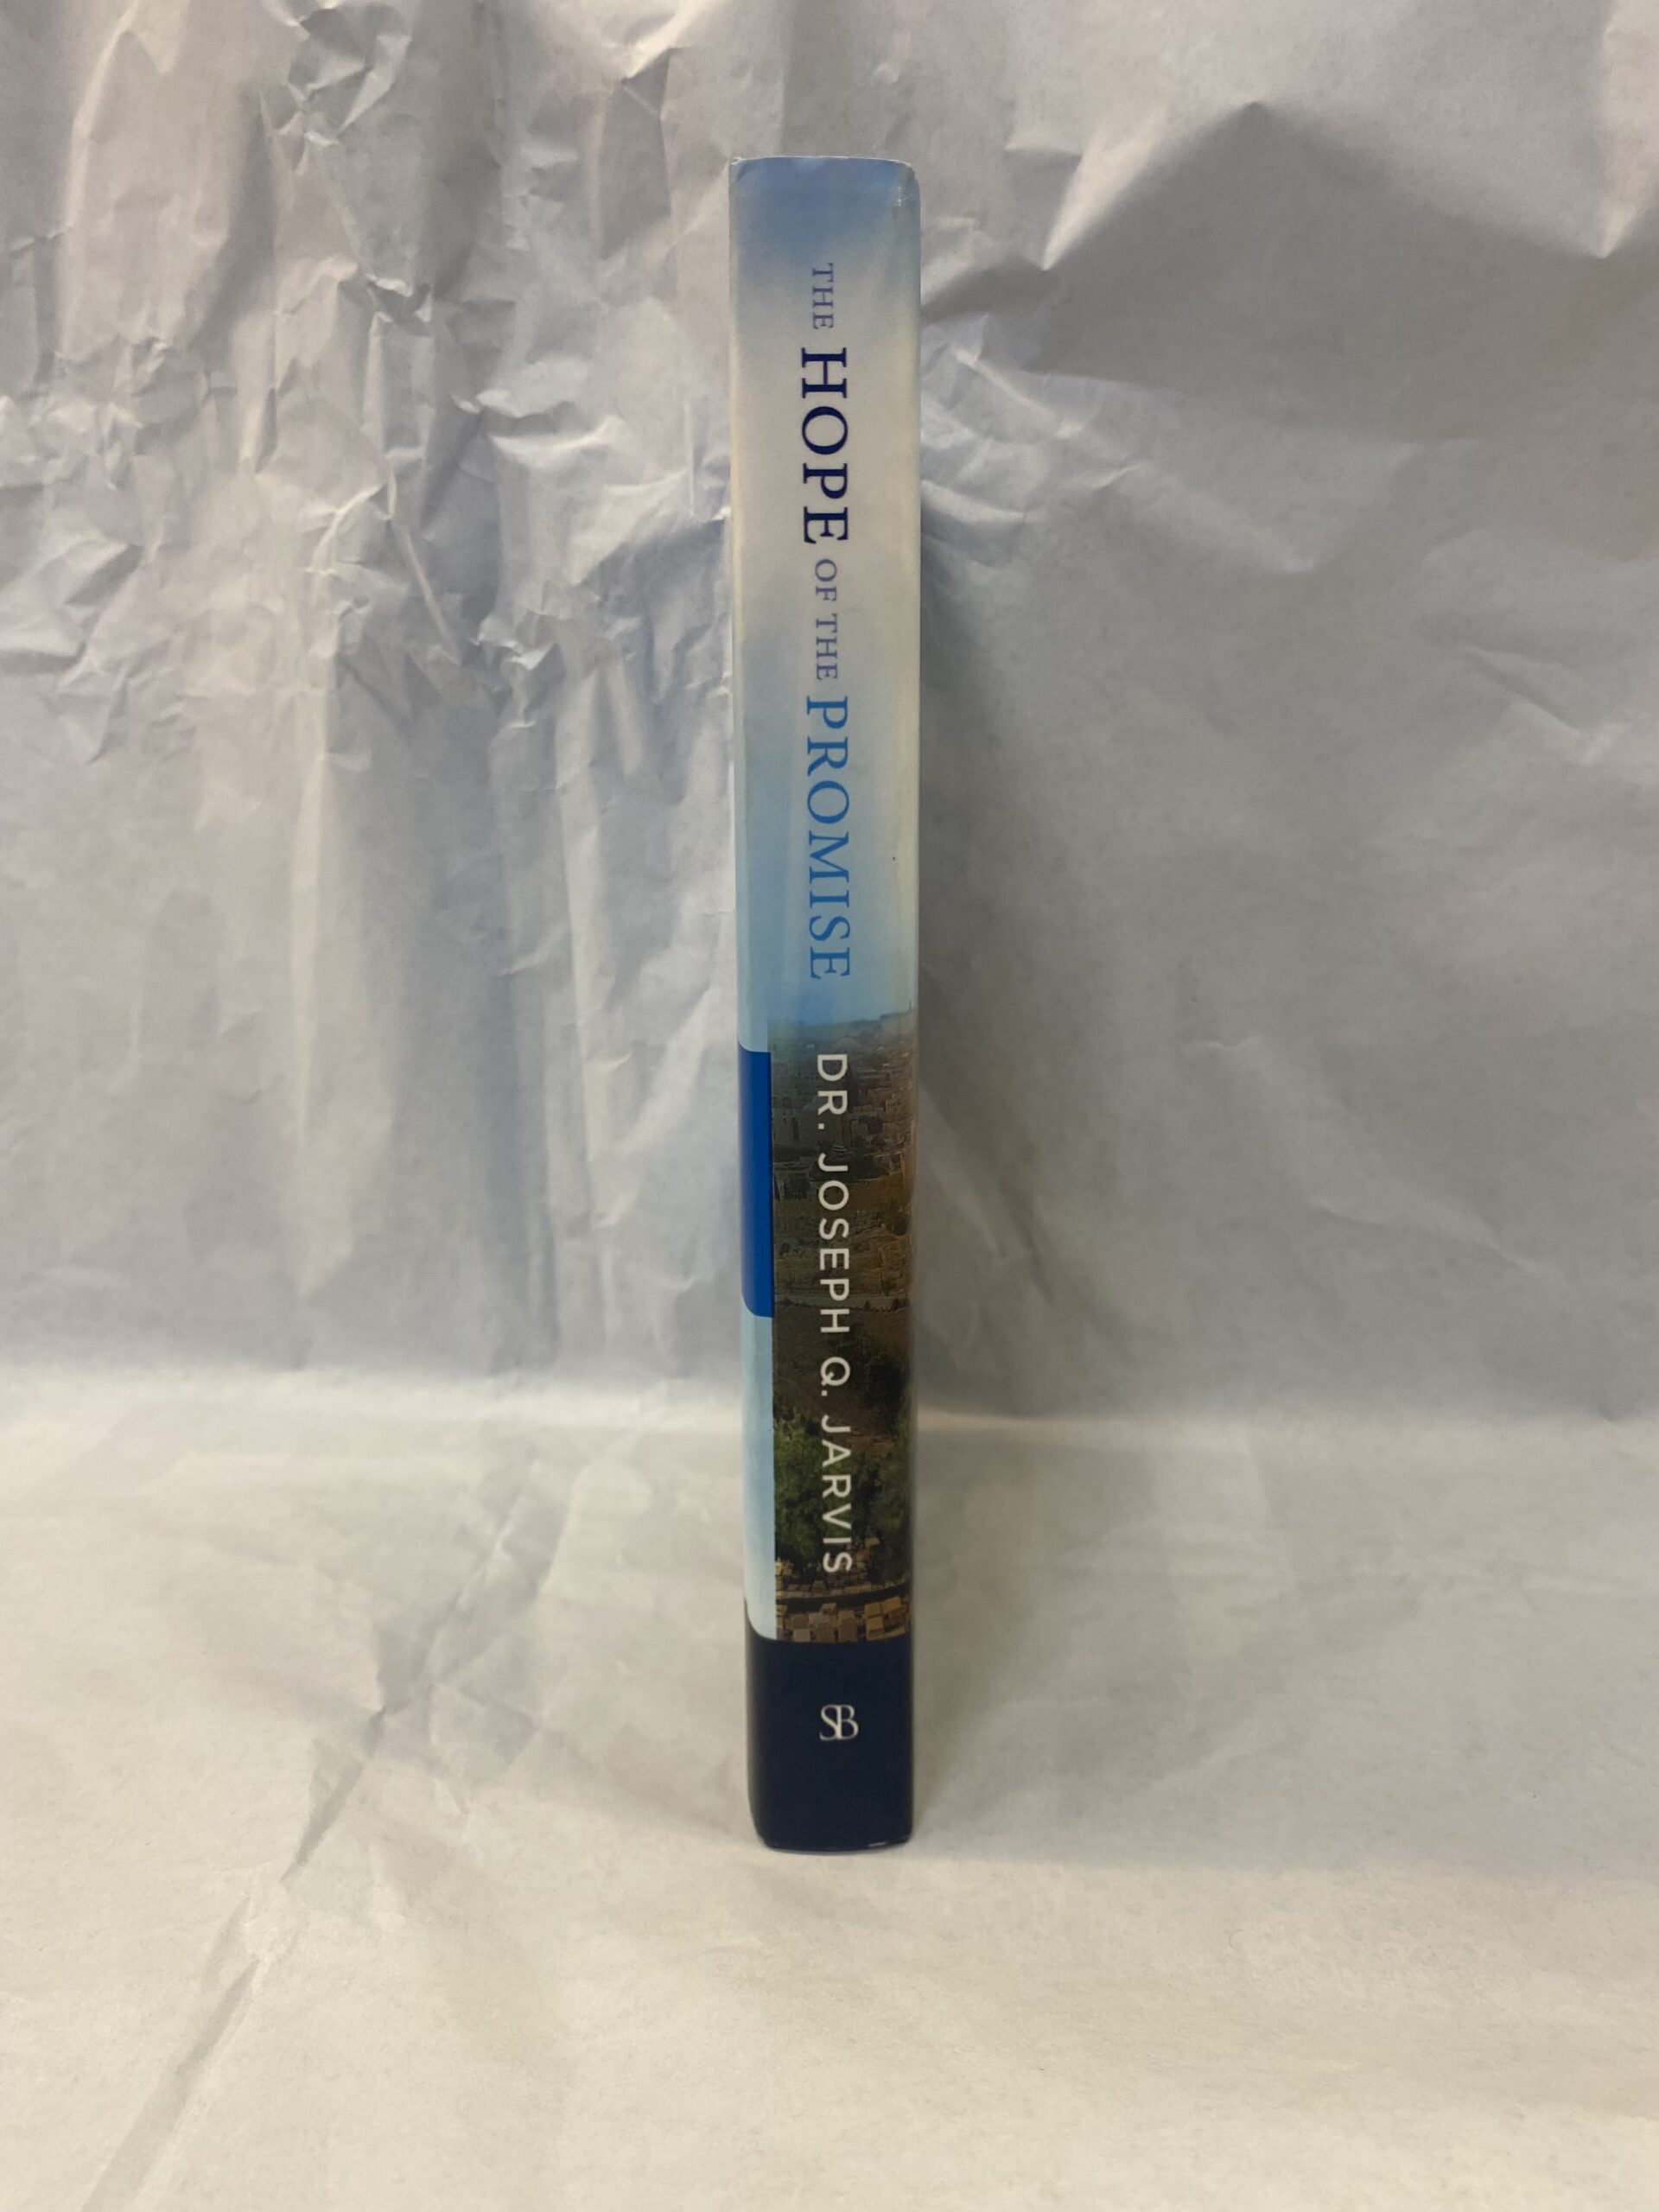 THE HOPE OF THE PROMISE
DR. JOSEPH Q. JARVIS
SB